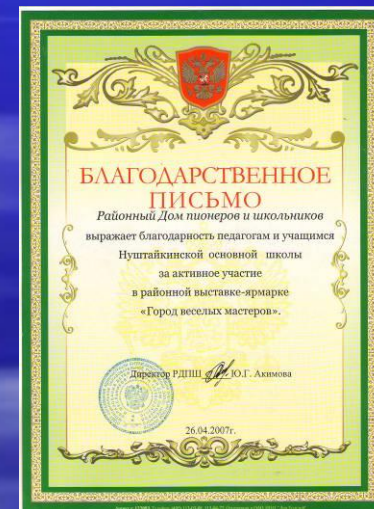 БЛАГОДАРСТВЕННОЕ
ПИСЬМО
Районный Дом пионеров и школьников
выражает благодарность педагогам и учащимся
Нуштайкинской основной школы
за активное участие
в районной выставке-ярмарке
«Город веселых мастеров».
Директор РДПШ Ю.Г. Акимова
26.04.2007г.